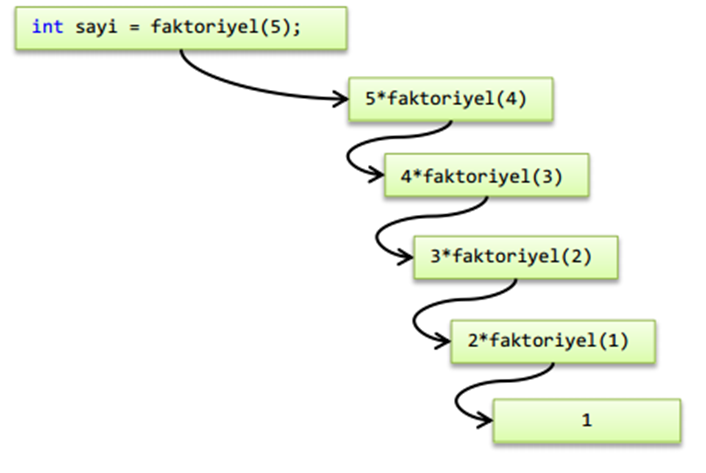 int sayi = faktoriyel(5);
5*faktoriyel(4)
4*faktoriyel(3)
3*faktoriyel(2)
2*faktoriyel(1)
1